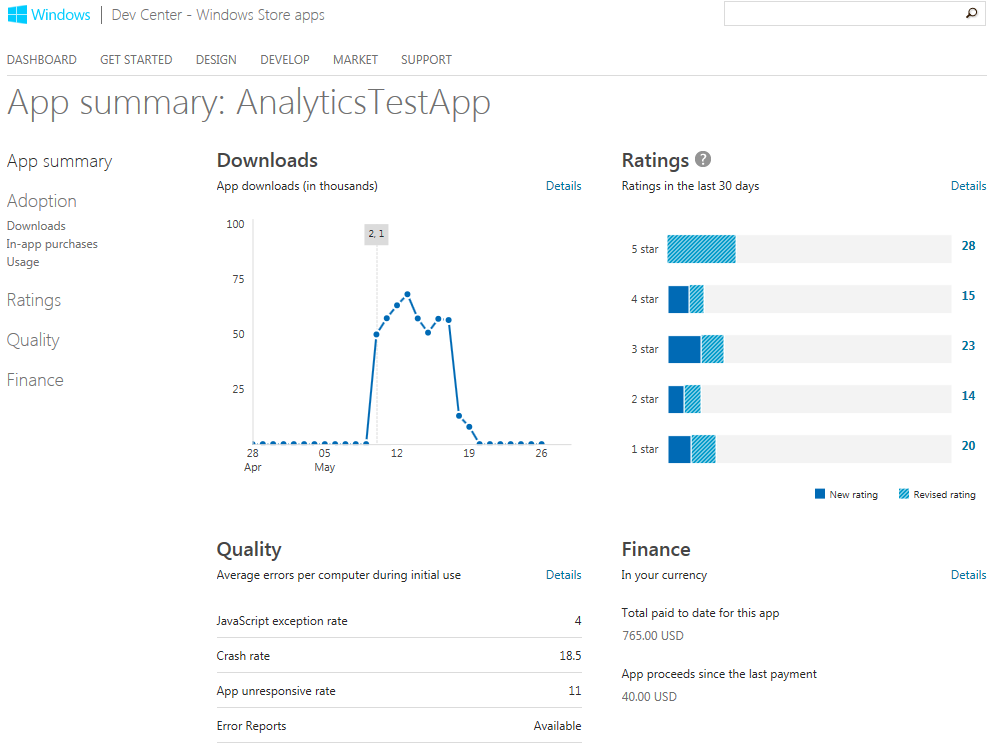 Windows | Dev Center - Windows Store apps
DASHBOARD GET STARTED DESIGN DEVELOP MARKET SUPPORT
App summary: AnalyticsTestApp
App summary
Adoption
Downloads
In-app purchases
Usage
Ratings
Quality
Finance
Downloads
App downloads (in thousands) Details
100
75
50
25
2, 1
28 05 12 19 26
Apr May
Ratings ?
Ratings in the last 30 days Details
5 star 28
4 star 15
3 star 23
2 star 14
1 star 20
New rating Revised rating
Quality
Average errors per computer during initial use Details
JavaScript exception rate 4
Crash rate 18.5
App unresponsive rate 11
Error Reports Available
Finance
In your currency Details
Total paid to date for this app
765.00 USD
App proceeds since the last payment
40.00 USD